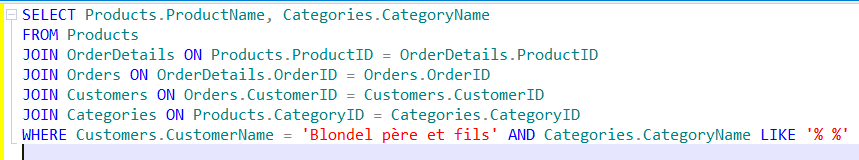 SELECT Products.ProductName, Categories.CategoryName
FROM Products
JOIN OrderDetails ON Products.ProductID = OrderDetails.ProductID
JOIN Orders ON OrderDetails.OrderID = Orders.OrderID
JOIN Customers ON Orders.CustomerID = Customers.CustomerID
JOIN Categories ON Products.CategoryID = Categories.CategoryID
WHERE Customers.CustomerName = 'Blondel père et fils' AND Categories.CategoryName LIKE '% %'